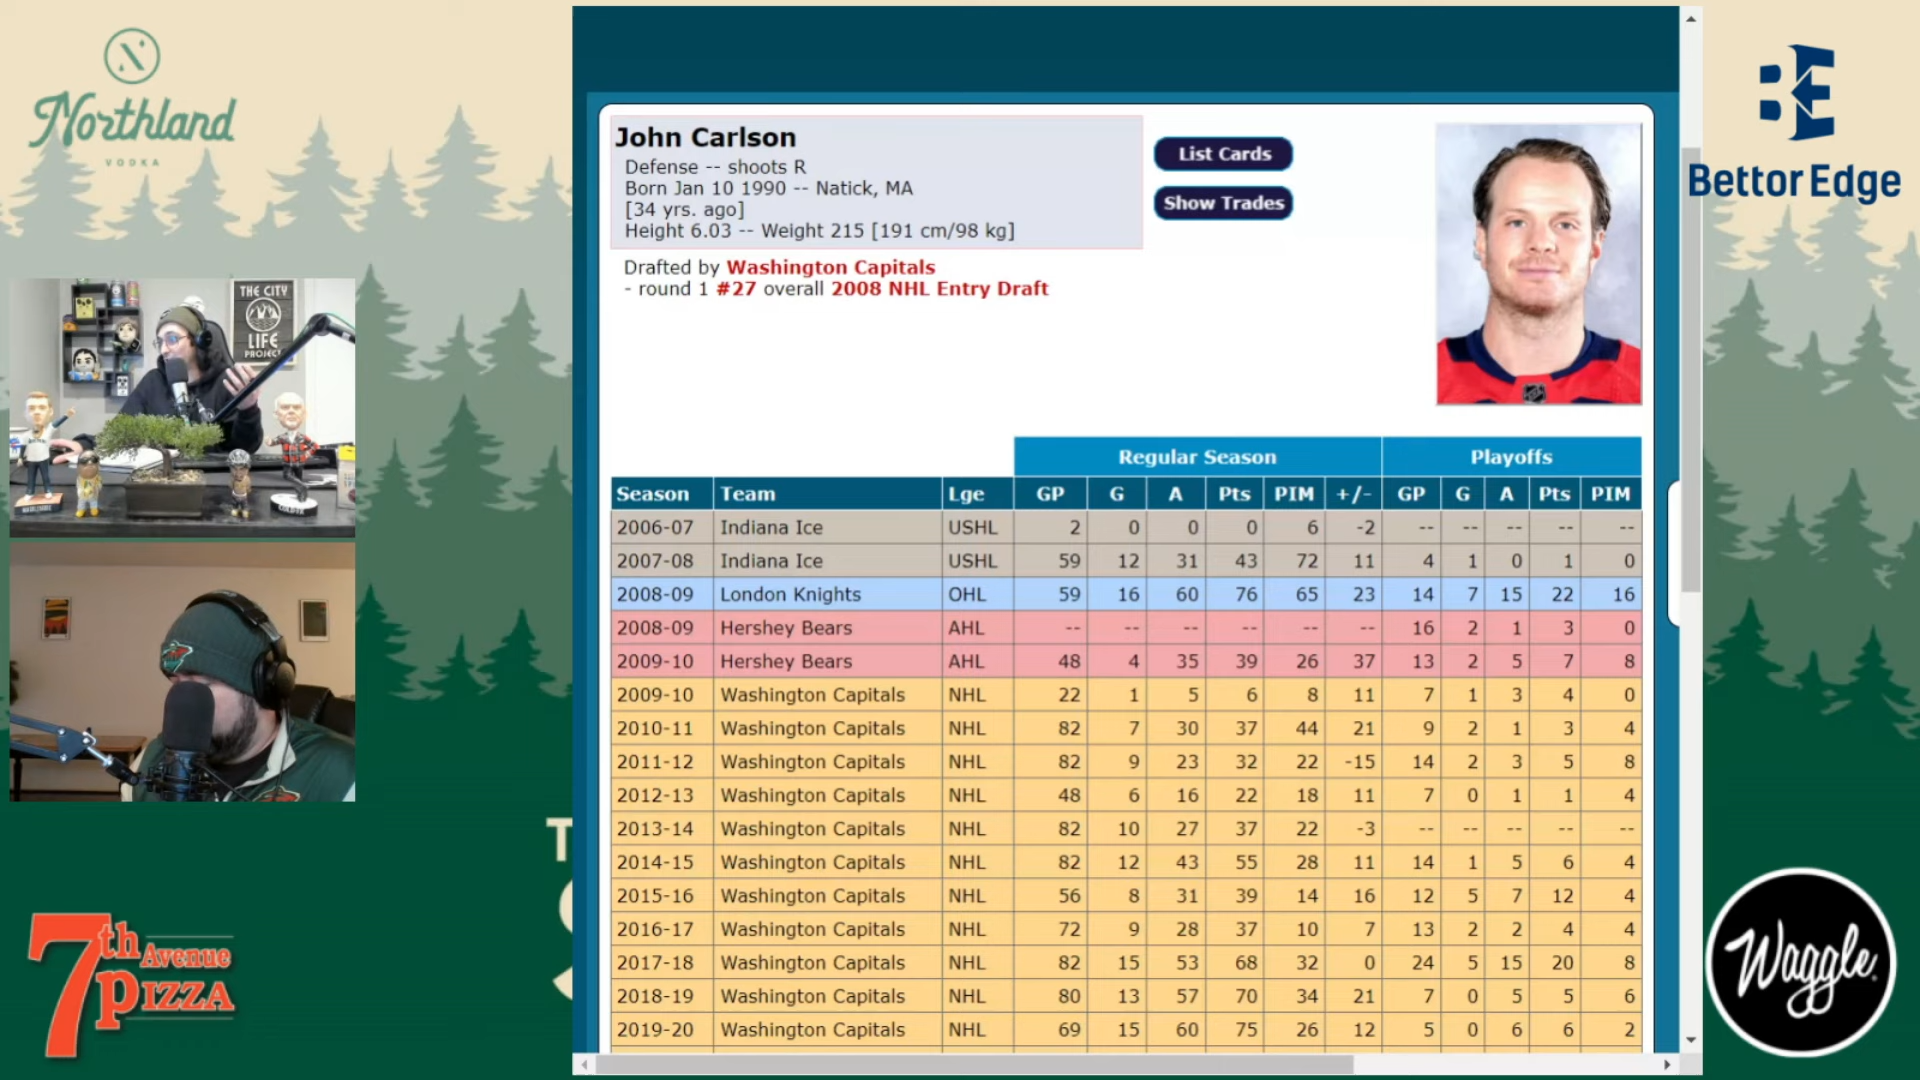 Northland
VODKA
THE CITY
LIFE
PROJECT
7th Avenue
PIZZA
John Carlson
Defense -- shoots R
Born Jan 10 1990 -- Natick, MA
[34 yrs. ago]
Height 6.03 -- Weight 215 [191 cm/98 kg]
List Cards
Show Trades
Drafted by Washington Capitals
- round 1 #27 overall 2008 NHL Entry Draft
Regular Season Playoffs
Season Team Lge GP G A Pts PIM +/- GP G A Pts PIM
2006-07 Indiana Ice USHL 2 0 0 0 6 -2 -- -- -- -- --
2007-08 Indiana Ice USHL 59 12 31 43 72 11 4 1 0 1 0
2008-09 London Knights OHL 59 16 60 76 65 23 14 7 15 22 16
2008-09 Hershey Bears AHL -- -- -- -- -- -- 16 2 1 3 0
2009-10 Hershey Bears AHL 48 4 35 39 26 37 13 2 5 7 8
2009-10 Washington Capitals NHL 22 1 5 6 8 11 7 1 3 4 0
2010-11 Washington Capitals NHL 82 7 30 37 44 21 9 2 1 3 4
2011-12 Washington Capitals NHL 82 9 23 32 22 -15 14 2 3 5 8
2012-13 Washington Capitals NHL 48 6 16 22 18 11 7 0 1 1 4
2013-14 Washington Capitals NHL 82 10 27 37 22 -3 -- -- -- -- --
2014-15 Washington Capitals NHL 82 12 43 55 28 11 14 1 5 6 4
2015-16 Washington Capitals NHL 56 8 31 39 14 16 12 5 7 12 4
2016-17 Washington Capitals NHL 72 9 28 37 10 7 13 2 2 4 4
2017-18 Washington Capitals NHL 82 15 53 68 32 0 24 5 15 20 8
2018-19 Washington Capitals NHL 80 13 57 70 34 21 7 0 5 5 6
2019-20 Washington Capitals NHL 69 15 60 75 26 12 5 0 6 6 2
BE
BettorEdge
Waggle